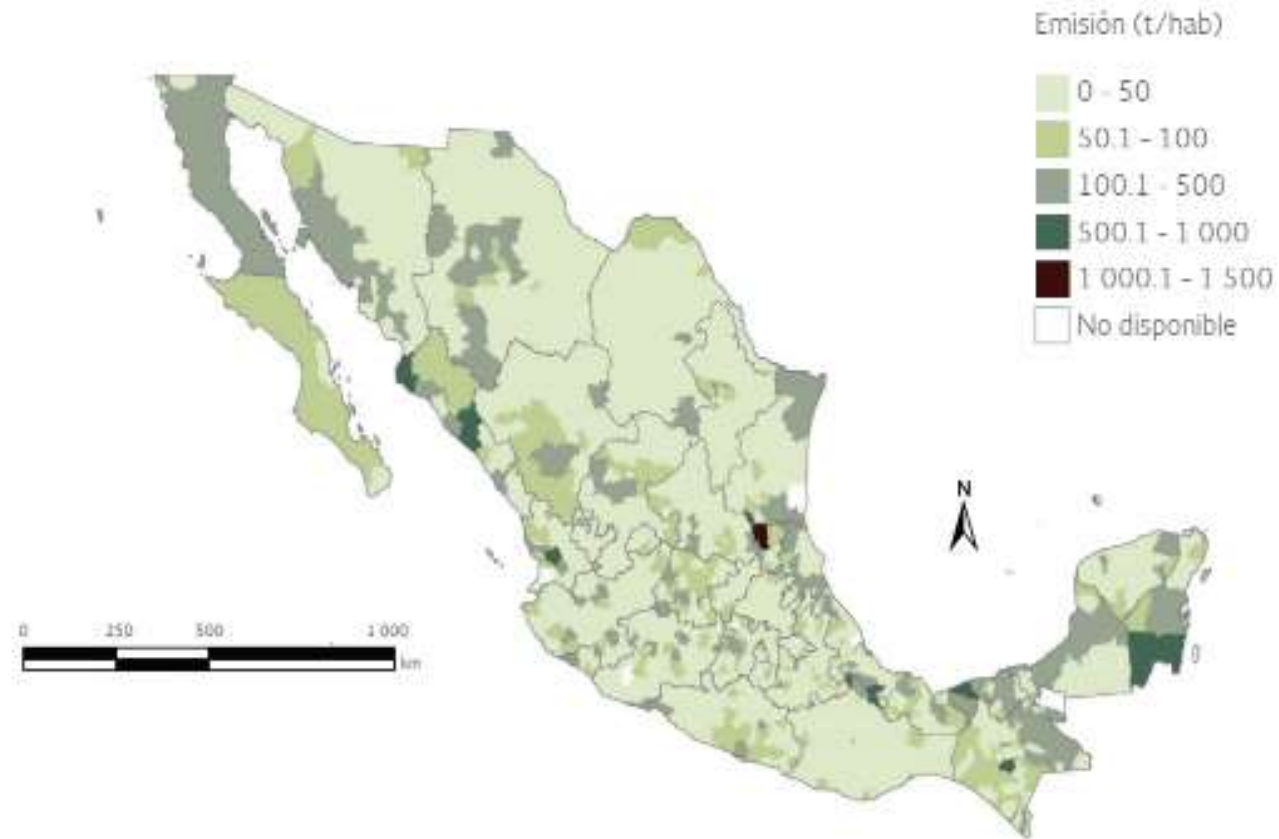 Emisión (t/hab)
0 - 50
50.1 - 100
100.1 - 500
500.1 - 1 000
1 000.1 - 1 500
No disponible
N
0 250 500 1 000
km